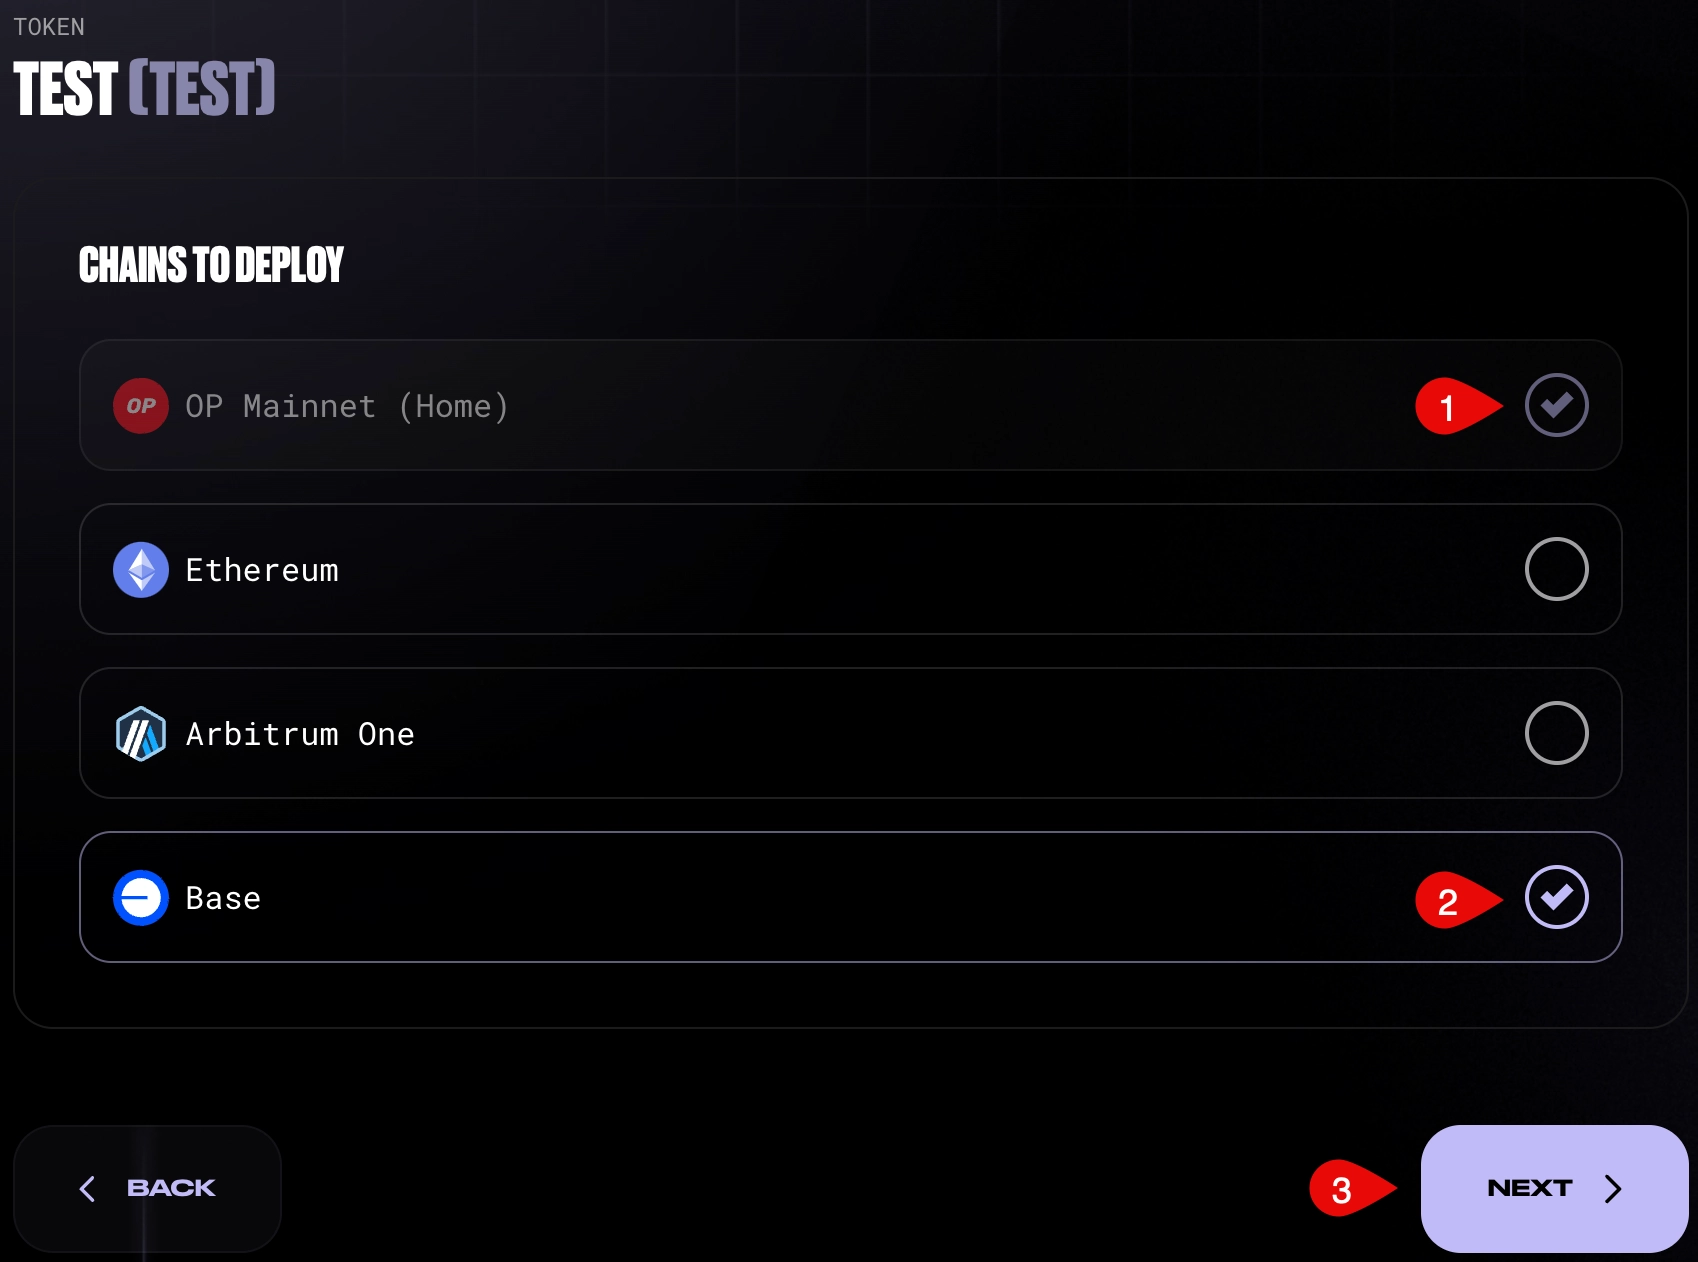 TOKEN
TEST (TEST)
CHAINS TO DEPLOY
OP OP Mainnet (Home) 1
Ethereum
Arbitrum One
Base 2
BACK 3 NEXT